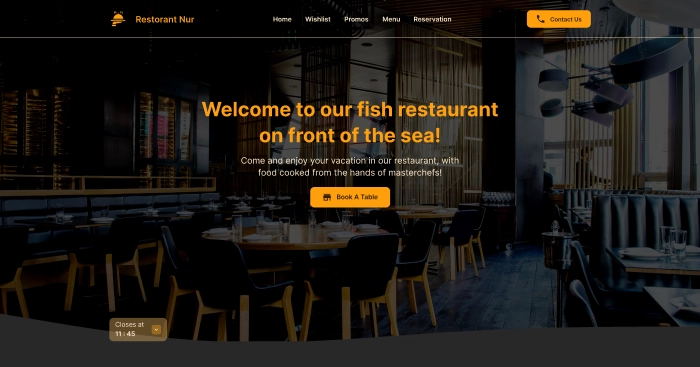 Restorant Nur
Home
Wishlist
Promos
Menu
Reservation
Contact Us
Welcome to our fish restaurant
on front of the sea!
Come and enjoy your vacation in our restaurant, with
food cooked from the hands of masterchefs!
Book A Table
Closes at
11 : 45